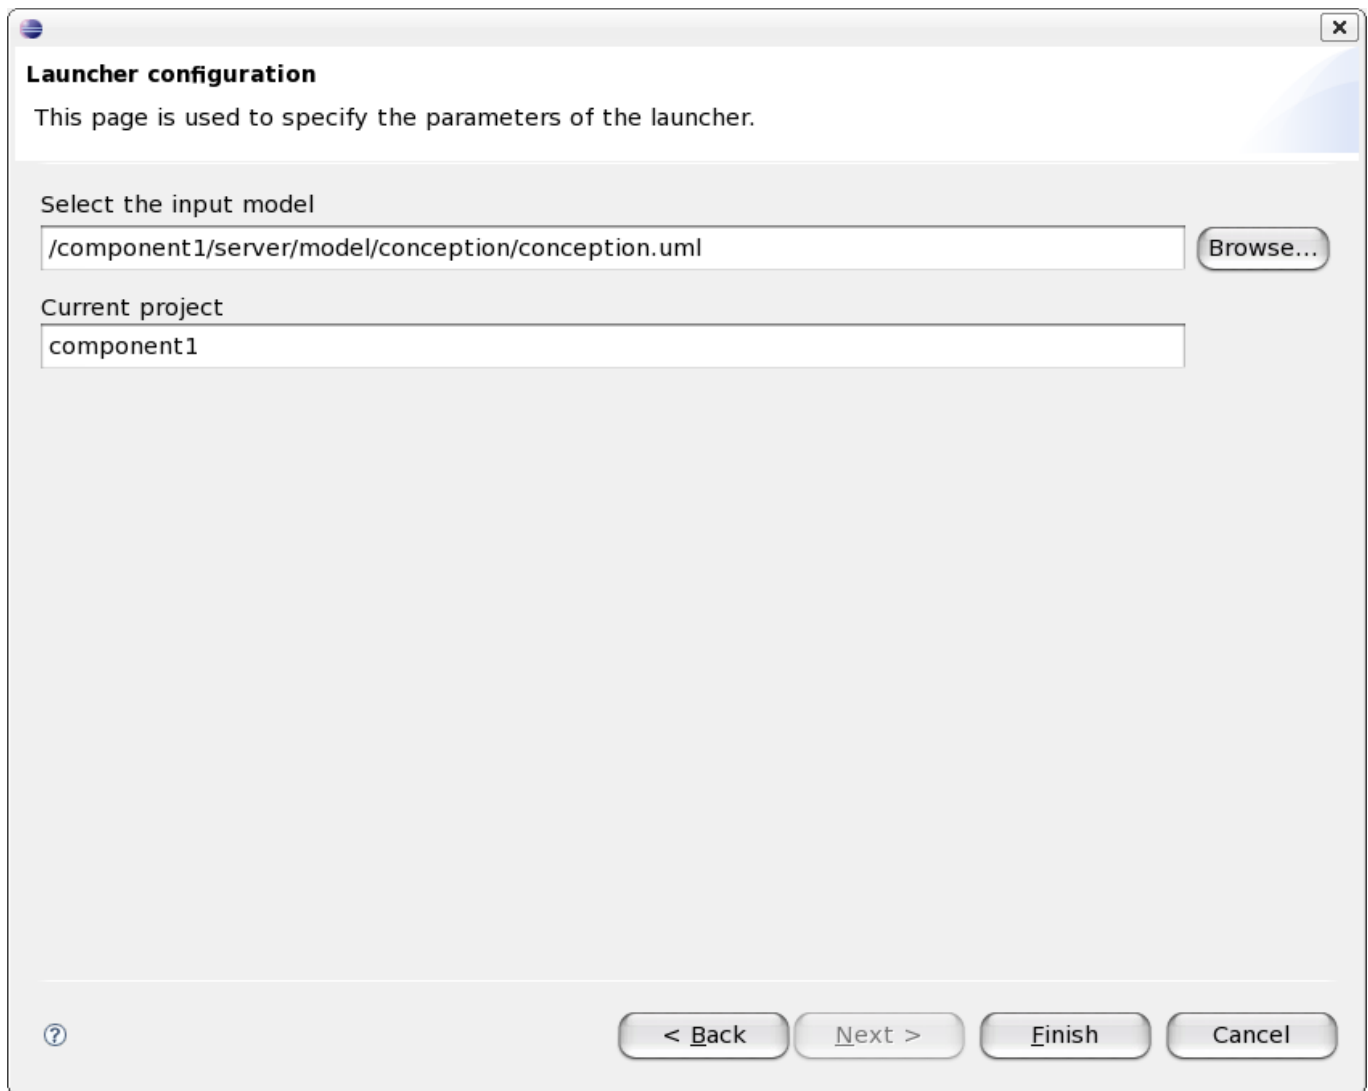 Launcher configuration
This page is used to specify the parameters of the launcher.
Select the input model
/component1/server/model/conception/conception.uml
Browse...
Current project
component1
?
< Back
Next >
Finish
Cancel